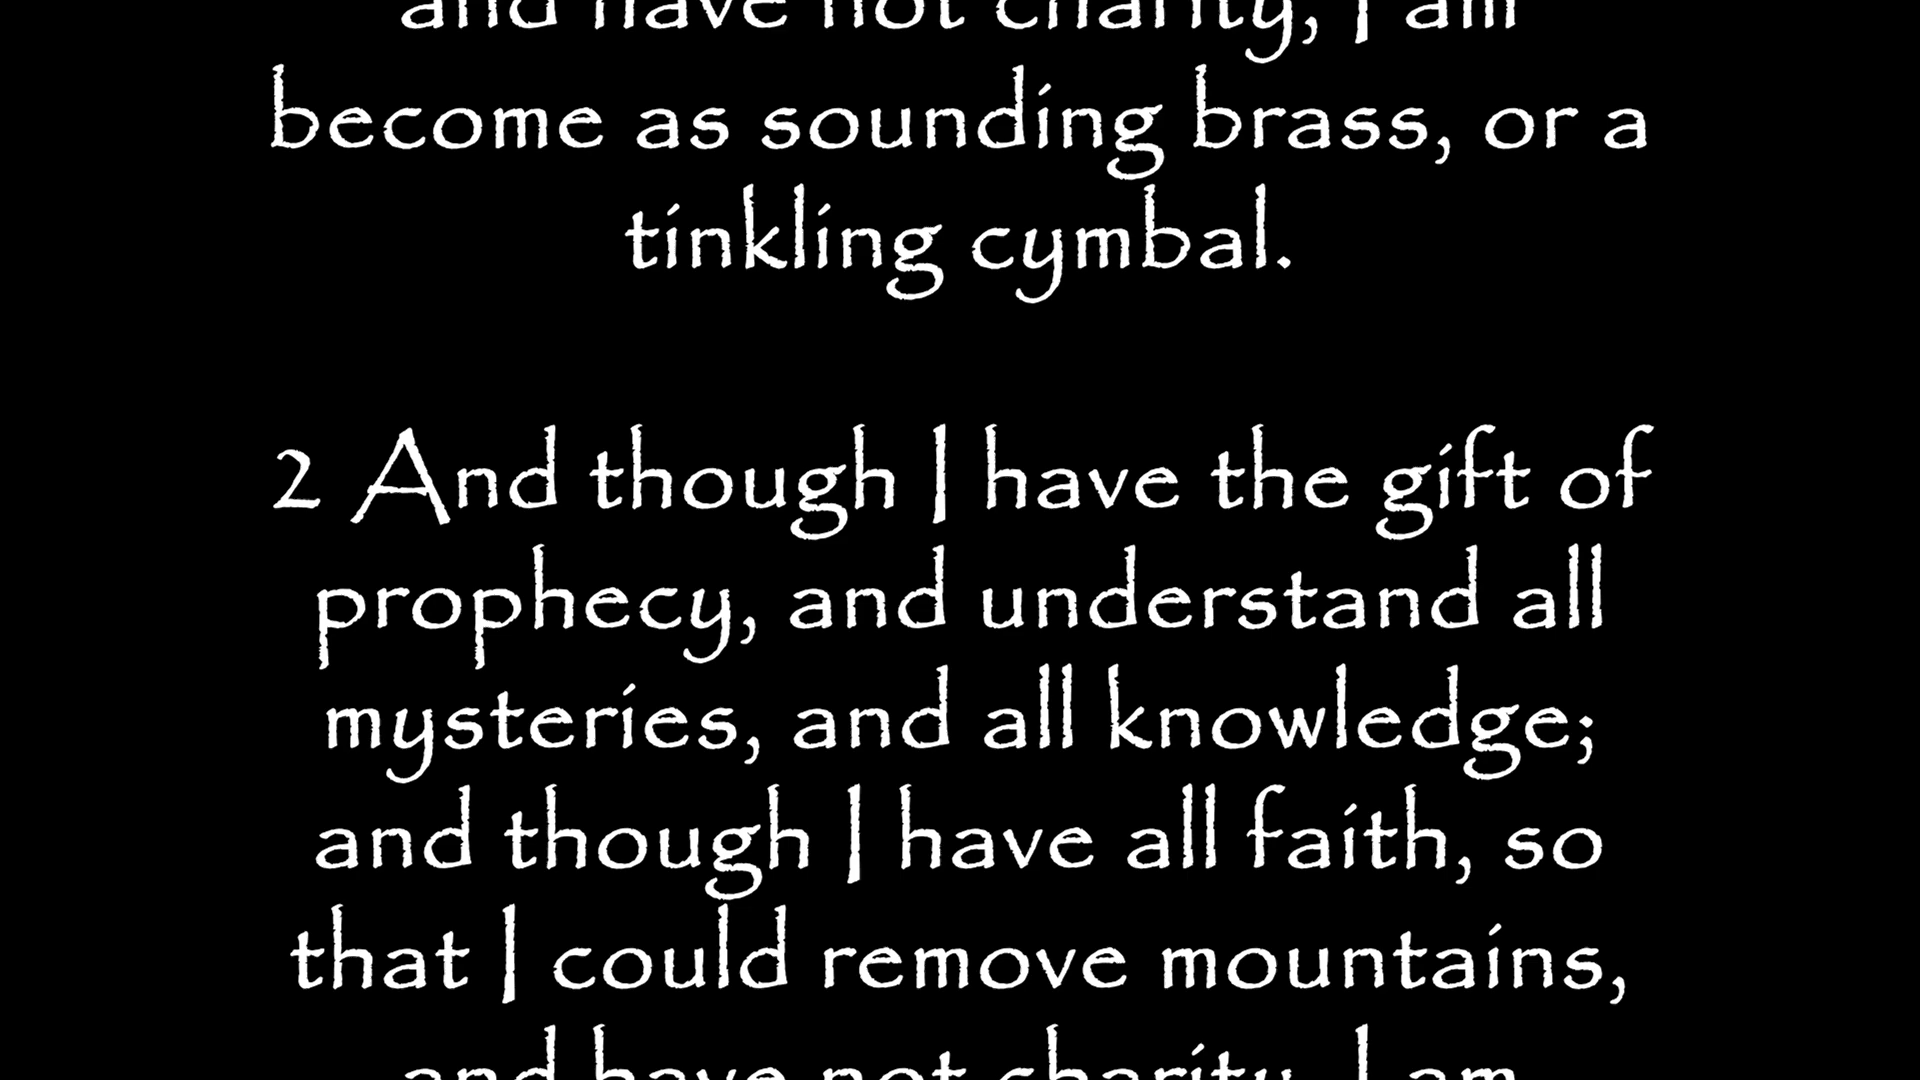 and have not charity, I am
become as sounding brass, or a
tinkling cymbal.
2 And though I have the gift of
prophecy, and understand all
mysteries, and all knowledge;
and though I have all faith, so
that I could remove mountains,
and have not charity, I am